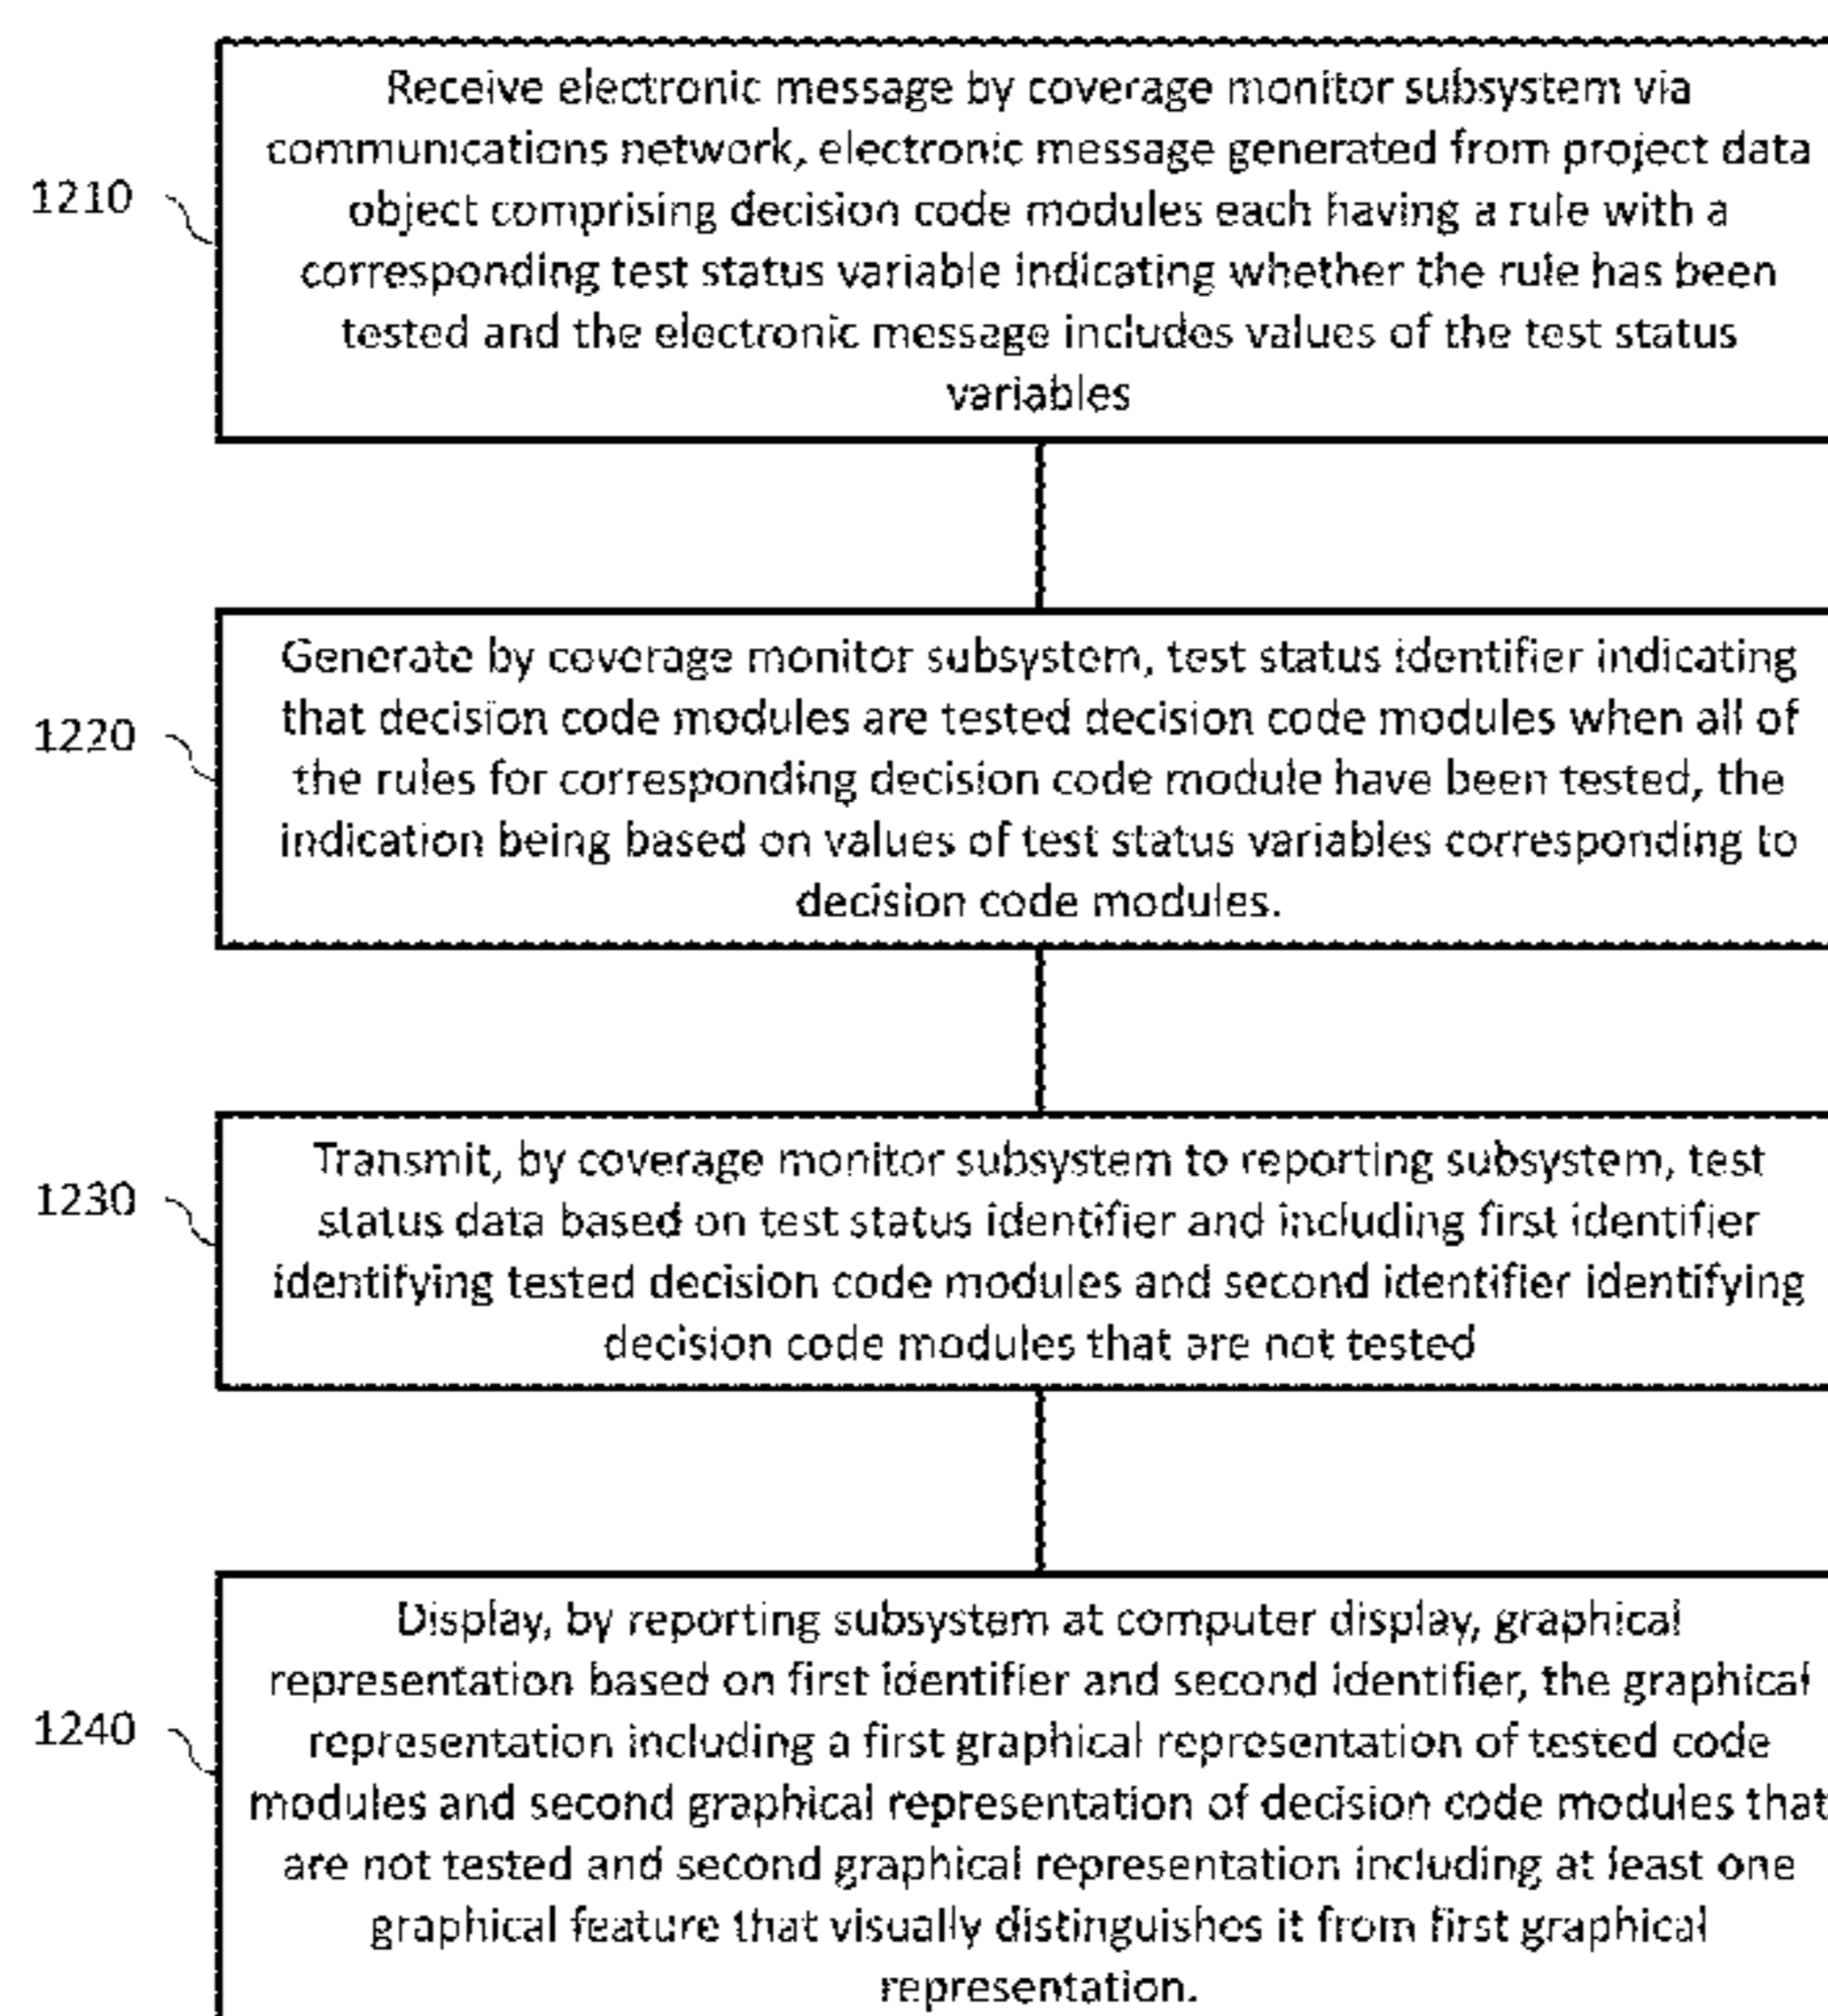 Receive electronic message by coverage monitor subsystem via
communications network, electronic message generated from project data
1210
object comprising decision code modules each having a rule with a
corresponding test status variable indicating whether the rule has been
tested and the electronic message includes values of the test status
variables
Generate by coverage monitor subsystem, test status identifier indicating
that decision code modules are tested decision code modules when all of
1220
the rules for corresponding decision code module have been tested, the
indication being based on values of test status variables corresponding to
decision code modules.
Transmit, by coverage monitor subsystem to reporting subsystem, test
1230
status data based on test status identifier and including first identifier
identifying tested decision code modules and second identifier identifying
decision code modules that are not tested
Display, by reporting subsystem at computer display, graphical
representation based on first identifier and second identifier, the graphical
1240
representation including a first graphical representation of tested code
modules and second graphical representation of decision code modules that
are not tested and second graphical representation including at least one
graphical feature that visually distinguishes it from first graphical
representation.